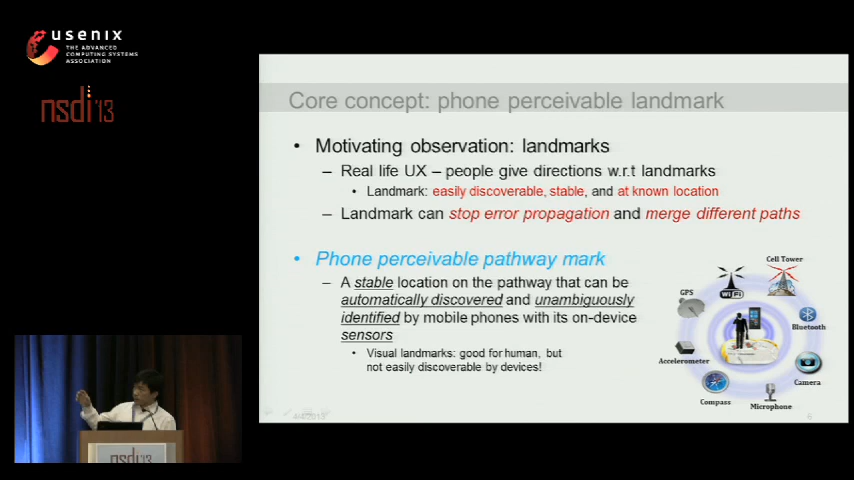 usenix
THE ADVANCED
COMPUTING SYSTEMS
ASSOCIATION
nsdi '13
Core concept: phone perceivable landmark
• Motivating observation: landmarks
– Real life UX – people give directions w.r.t landmarks
• Landmark: easily discoverable, stable, and at known location
– Landmark can stop error propagation and merge different paths
• Phone perceivable pathway mark
– A stable location on the pathway that can be
automatically discovered and unambiguously
identified by mobile phones with its on-device
sensors
• Visual landmarks: good for human, but
not easily discoverable by devices!
Cell Tower
WiFi
GPS
Bluetooth
Accelerometer
Camera
Compass
Microphone
4/4/2013
nsdi'13